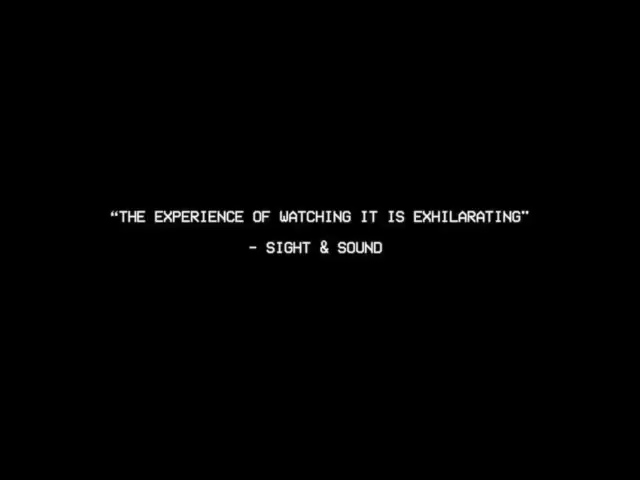 “THE EXPERIENCE OF WATCHING IT IS EXHILARATING”
– SIGHT & SOUND